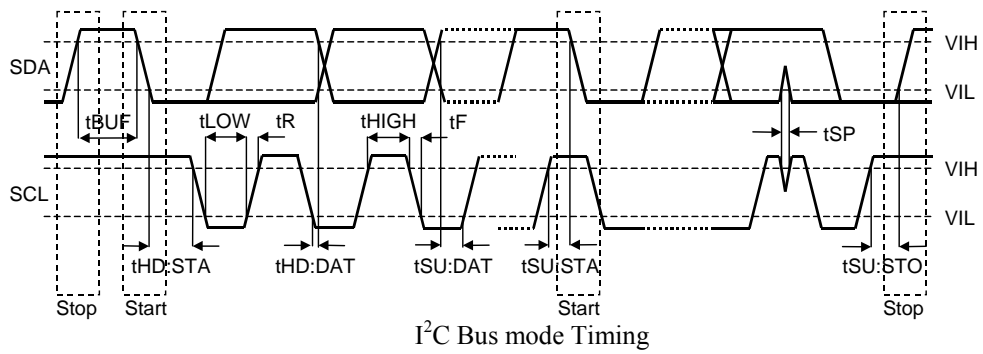 VIH
SDA
VIL
tBUF tLOW tR tHIGH tF tSP
VIH
SCL
VIL
tHD:STA tHD:DAT tSU:DAT tSU:STA tSU:STO
Stop Start Start Stop
I²C Bus mode Timing